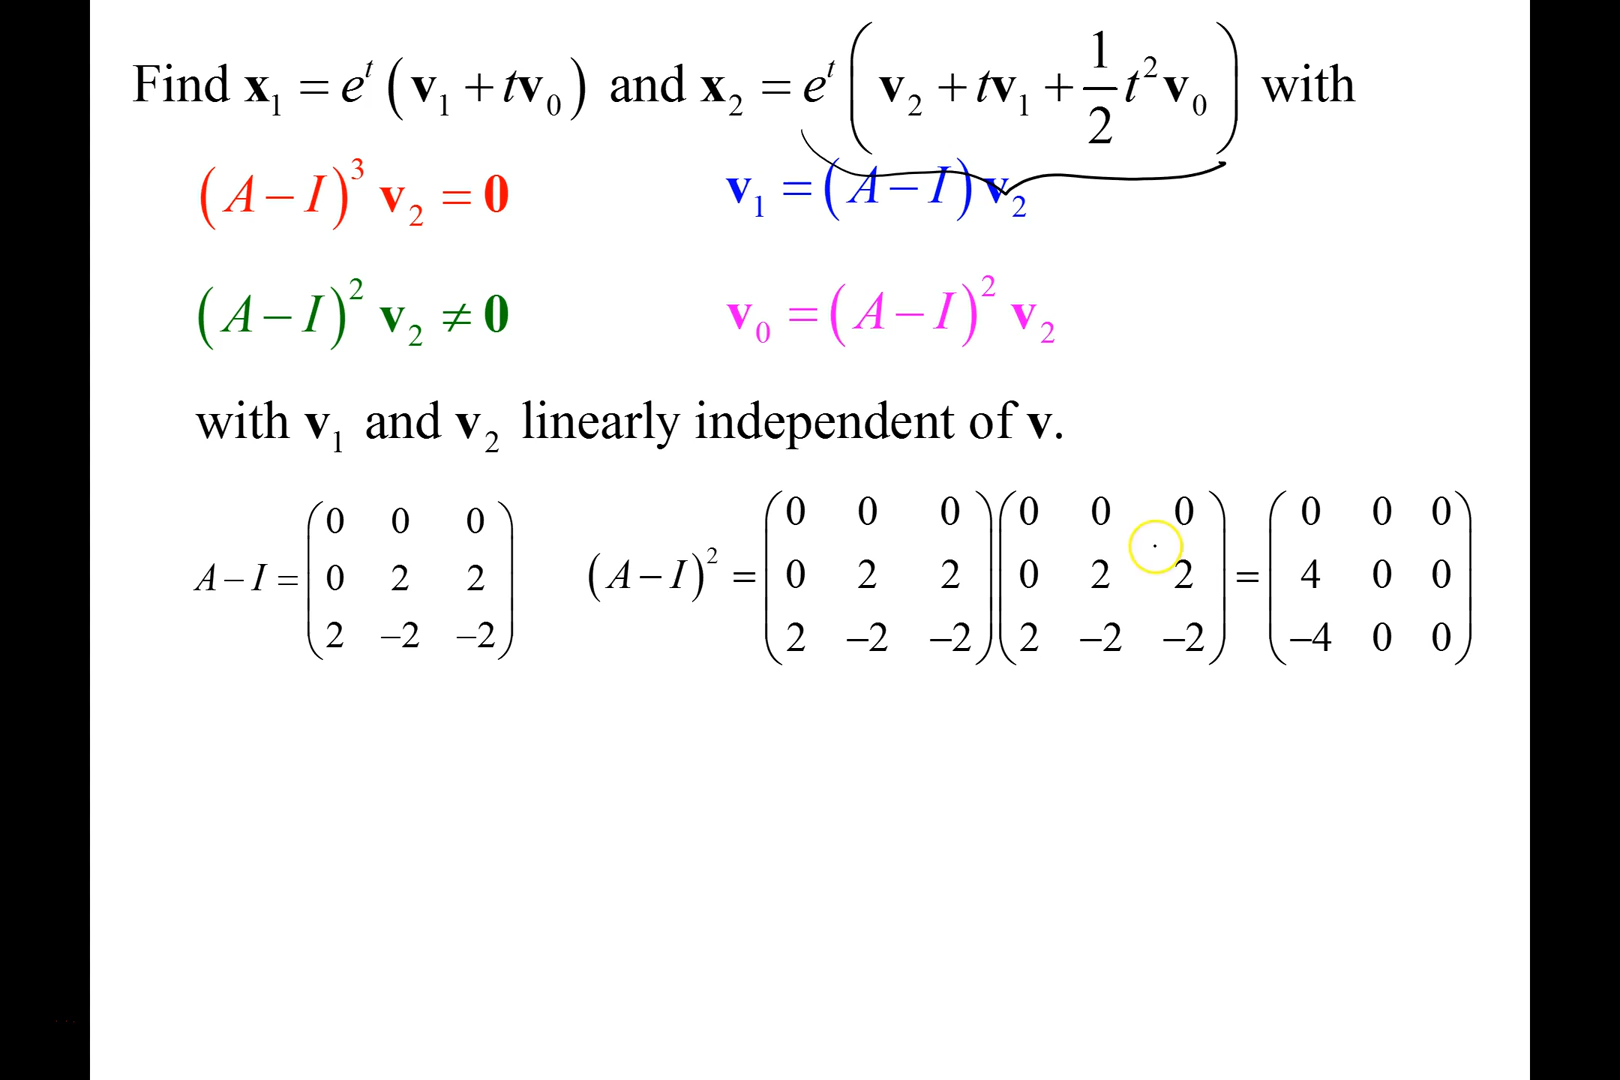 Find x₁ = eᵗ ( v₁ + tv₀ ) and x₂ = eᵗ ( v₂ + tv₁ + 1/2 t² v₀ ) with
( A − I )³ v₂ = 0 v₁ = ( A − I ) v₂
( A − I )² v₂ ≠ 0 v₀ = ( A − I )² v₂
with v₁ and v₂ linearly independent of v.
0 0 0 0 0 0 0 0 0 0 0 0
A − I = 0 2 2 ( A − I )² = 0 2 2 0 2 2 = 4 0 0
2 −2 −2 2 −2 −2 2 −2 −2 −4 0 0